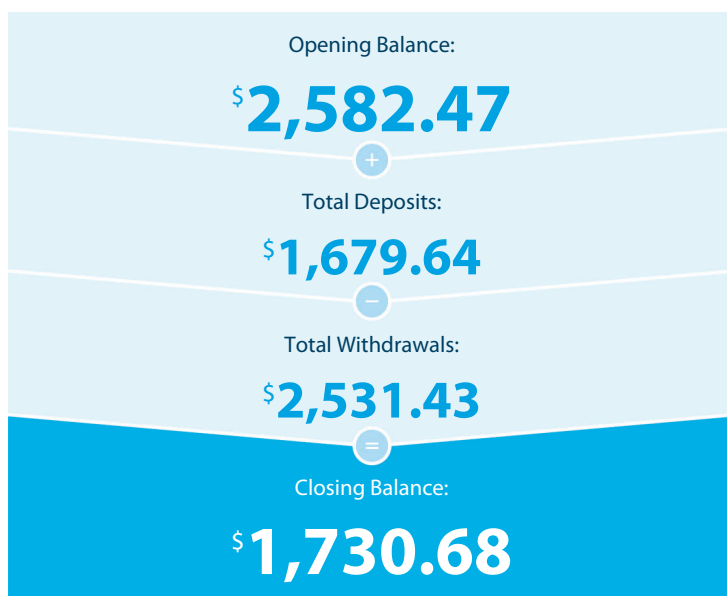 Opening Balance:
$2,582.47
+
Total Deposits:
$1,679.64
−
Total Withdrawals:
$2,531.43
=
Closing Balance:
$1,730.68